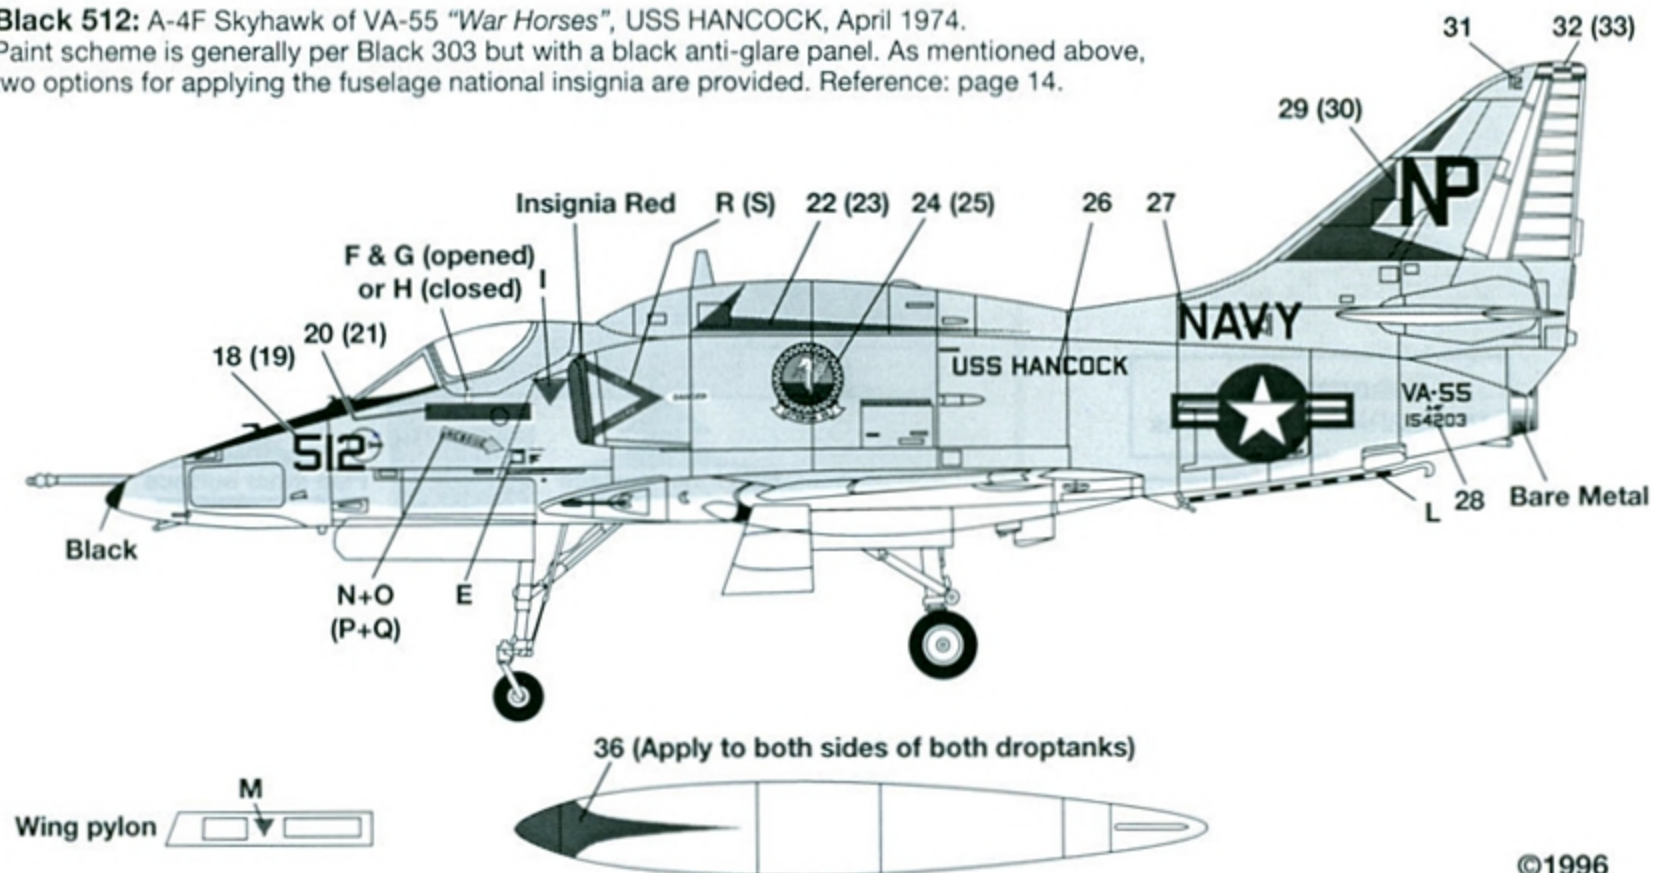 Black 512: A-4F Skyhawk of VA-55 "War Horses", USS HANCOCK, April 1974.
Paint scheme is generally per Black 303 but with a black anti-glare panel. As mentioned above,
two options for applying the fuselage national insignia are provided. Reference: page 14.
31
32 (33)
29 (30)
NP
Insignia Red
R (S)
22 (23)
24 (25)
26
27
F & G (opened)
or H (closed)
I
20 (21)
18 (19)
NAVY
USS HANCOCK
DANGER
VA-55
154203
512
RESCUE
Black
N+O
(P+Q)
E
L
28
Bare Metal
36 (Apply to both sides of both droptanks)
M
Wing pylon
©1996